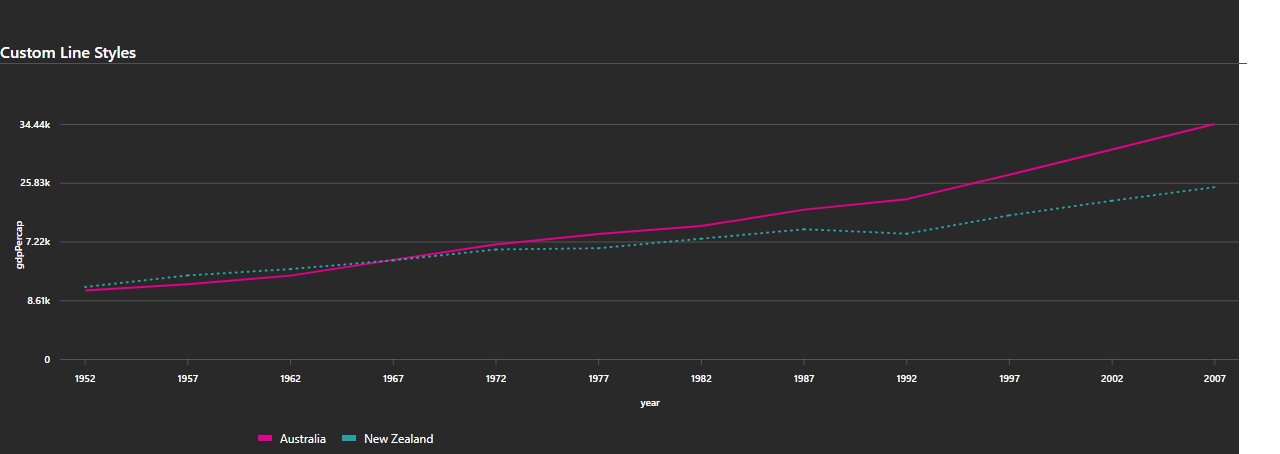 Custom Line Styles
34.44k
25.83k
7.22k
8.61k
0
gdpPercap
1952 1957 1962 1967 1972 1977 1982 1987 1992 1997 2002 2007
year
Australia New Zealand